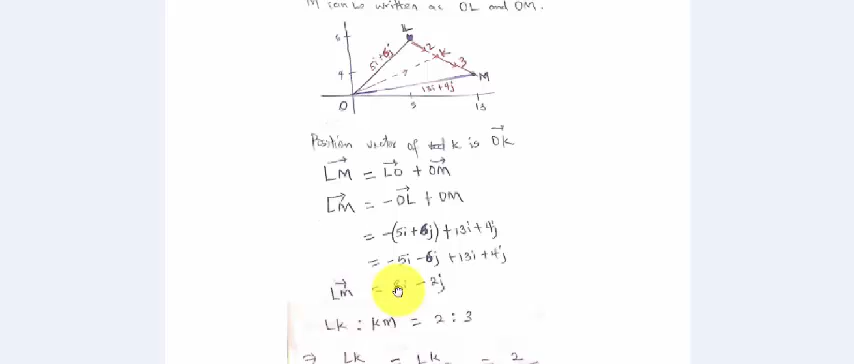 M can be written as OL and OM.
L
6
5i+6j
2
K
3
4
?
M
13i+4j
O
5
13
Position vector of K is OK
LM = LO + OM
LM = -OL + OM
= -(5i+6j)+13i+4j
= -5i -6j +13i+4j
LM = 8i - 2j
LK : KM = 2 : 3
⇒ LK = LK = 2